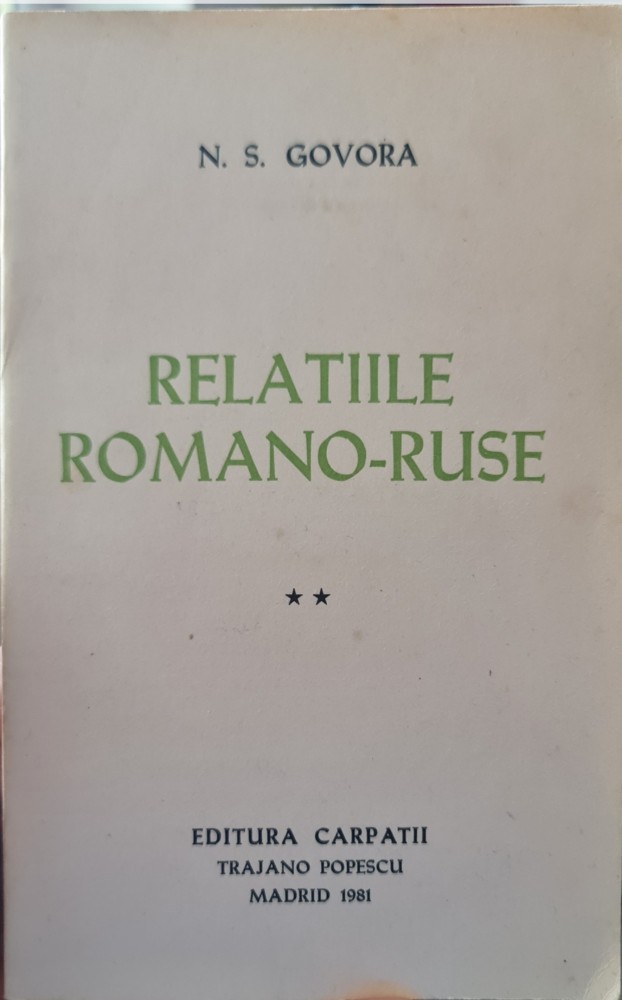 N. S. GOVORA
RELATIILE
ROMANO-RUSE
★ ★
EDITURA CARPATII
TRAJANO POPESCU
MADRID 1981